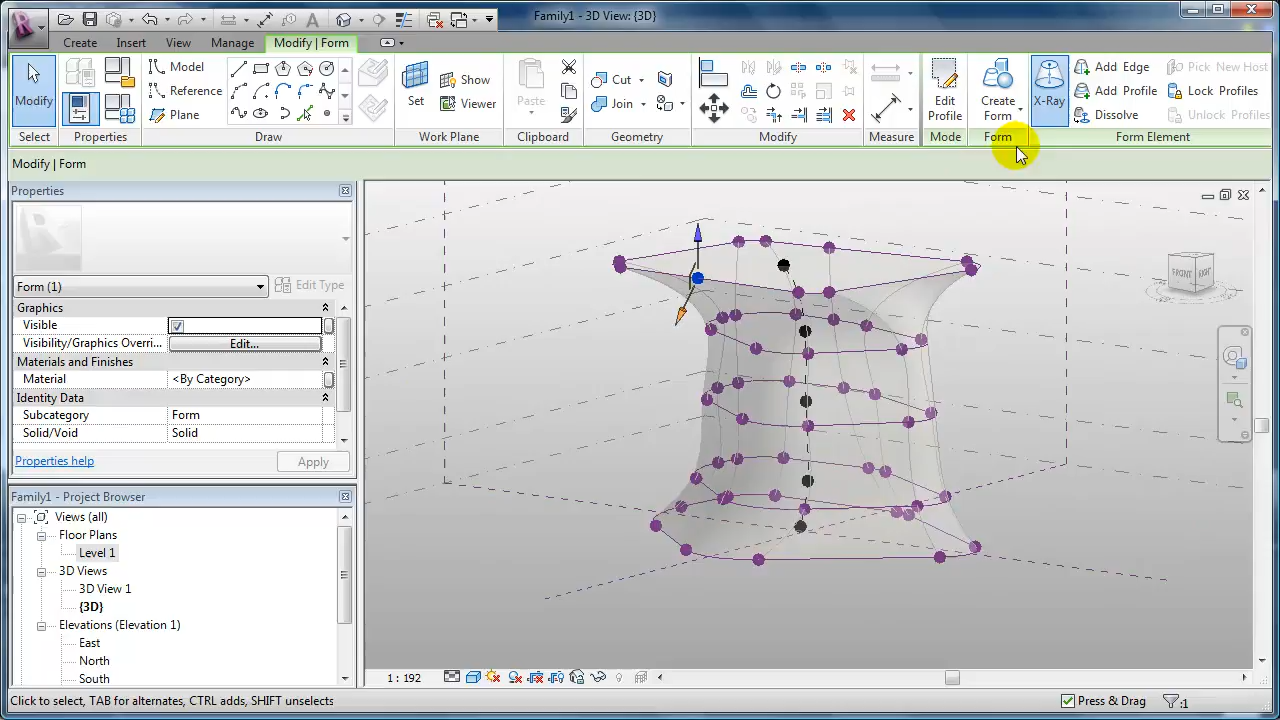 Family1 - 3D View: {3D}
Create Insert View Manage Modify | Form
Modify
Select
Properties
Model
Reference
Plane
Draw
Set
Show
Viewer
Work Plane
Paste
Clipboard
Cut
Join
Geometry
Modify
Measure
Edit
Profile
Mode
Create
Form
Form
X-Ray
Add Edge
Add Profile
Dissolve
Pick New Host
Lock Profiles
Unlock Profiles
Form Element
Modify | Form
Properties
Form (1)
Edit Type
Graphics
Visible
Visibility/Graphics Overri...
Edit...
Materials and Finishes
Material
<By Category>
Identity Data
Subcategory
Form
Solid/Void
Solid
Properties help
Apply
Family1 - Project Browser
Views (all)
Floor Plans
Level 1
3D Views
3D View 1
{3D}
Elevations (Elevation 1)
East
North
South
FRONT
RIGHT
1 : 192
Click to select, TAB for alternates, CTRL adds, SHIFT unselects
Press & Drag
:1